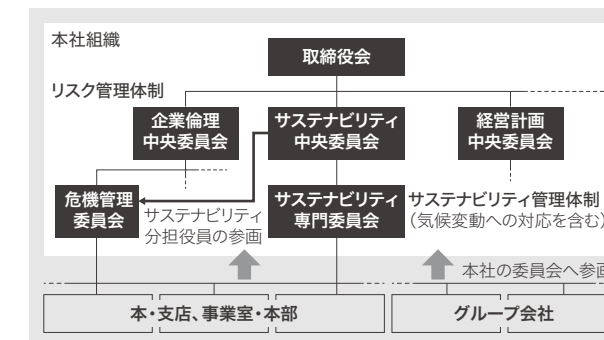 本社組織
取締役会
リスク管理体制
企業倫理
中央委員会
サステナビリティ
中央委員会
経営計画
中央委員会
危機管理
委員会
サステナビリティ
分担役員の参画
サステナビリティ
専門委員会
サステナビリティ管理体制
（気候変動への対応を含む）
本社の委員会へ参画
本・支店、事業室・本部
グループ会社